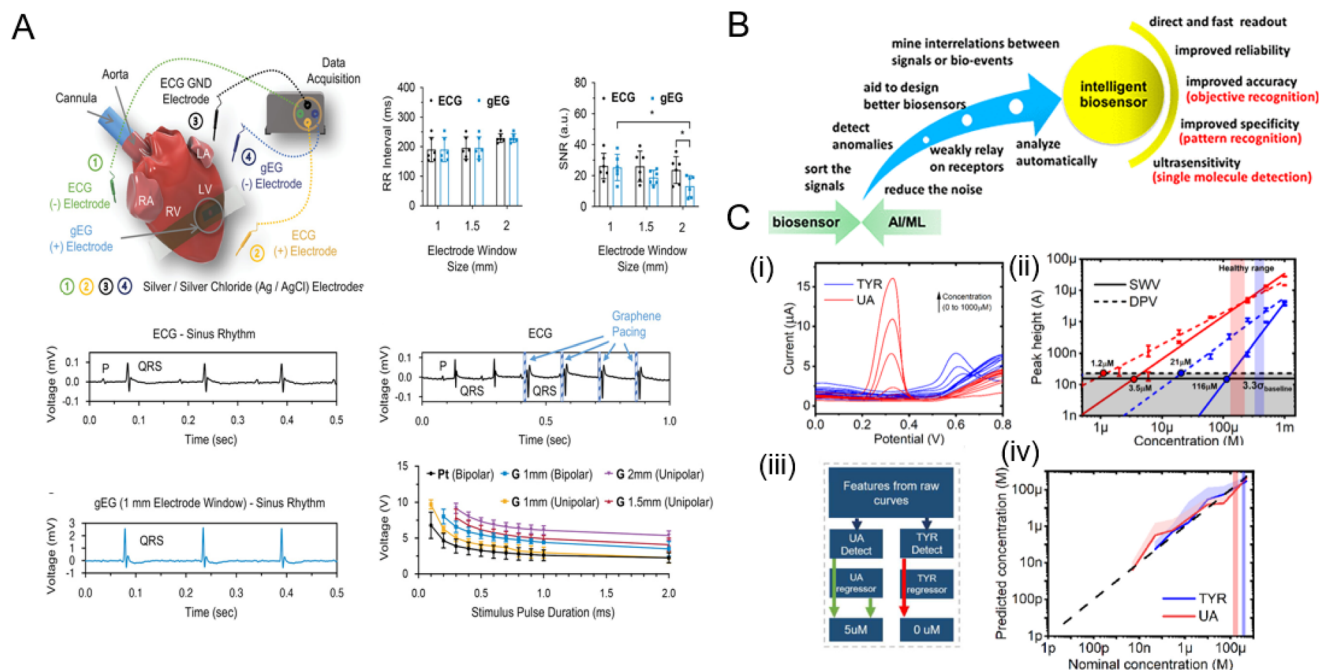 A
Aorta
Cannula
ECG GND
Electrode
Data
Acquisition
1
ECG
(-) Electrode
3
4
gEG
(-) Electrode
LA
LV
RA
RV
gEG
(+) Electrode
2
ECG
(+) Electrode
1 2 3 4 Silver / Silver Chloride (Ag / AgCl) Electrodes
RR Interval (ms)
ECG gEG
400
300
200
100
0
1 1.5 2
Electrode Window
Size (mm)
SNR (a.u.)
ECG gEG
*
*
80
60
40
20
0
1 1.5 2
Electrode Window
Size (mm)
ECG - Sinus Rhythm
Voltage (mV)
0.1
0.0
-0.1
P QRS
0.0 0.1 0.2 0.3 0.4 0.5
Time (sec)
ECG
Graphene
Pacing
Voltage (mV)
0.1
0.0
-0.1
P
QRS QRS
0.0 0.5 1.0
Time (sec)
gEG (1 mm Electrode Window) - Sinus Rhythm
Voltage (mV)
3
2
1
0
-1
QRS
0.0 0.1 0.2 0.3 0.4 0.5
Time (sec)
Voltage (V)
15
12
9
6
3
0
Pt (Bipolar) G 1mm (Bipolar) G 2mm (Unipolar)
G 1mm (Unipolar) G 1.5mm (Unipolar)
0.0 0.5 1.0 1.5 2.0
Stimulus Pulse Duration (ms)
B
mine interrelations between
signals or bio-events
aid to design
better biosensors
detect
anomalies
weakly relay
on receptors
analyze
automatically
sort the
signals
reduce the noise
biosensor
AI/ML
intelligent
biosensor
direct and fast readout
improved reliability
improved accuracy
(objective recognition)
improved specificity
(pattern recognition)
ultrasensitivity
(single molecule detection)
C
(i)
Current (µA)
15
10
5
0
TYR
UA
Concentration
(0 to 1000µM)
0.0 0.2 0.4 0.6 0.8
Potential (V)
(ii)
Peak height (A)
100µ
10µ
1µ
100n
10n
1n
SWV
DPV
Healthy range
1.2µM
21µM
3.5µM
116µM
3.3σbaseline
1µ 10µ 100µ 1m
Concentration (M)
(iii)
Features from raw
curves
UA
Detect
TYR
Detect
UA
regressor
TYR
regressor
5uM
0 uM
(iv)
Predicted concentration (M)
100µ
1µ
10n
100p
1p
TYR
UA
1p 100p 10n 1µ 100µ
Nominal concentration (M)